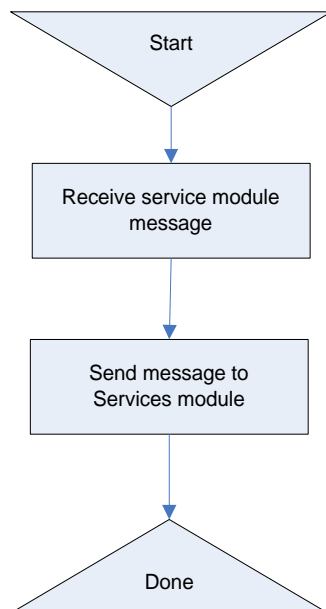 Start
Receive service module
message
Send message to
Services module
Done